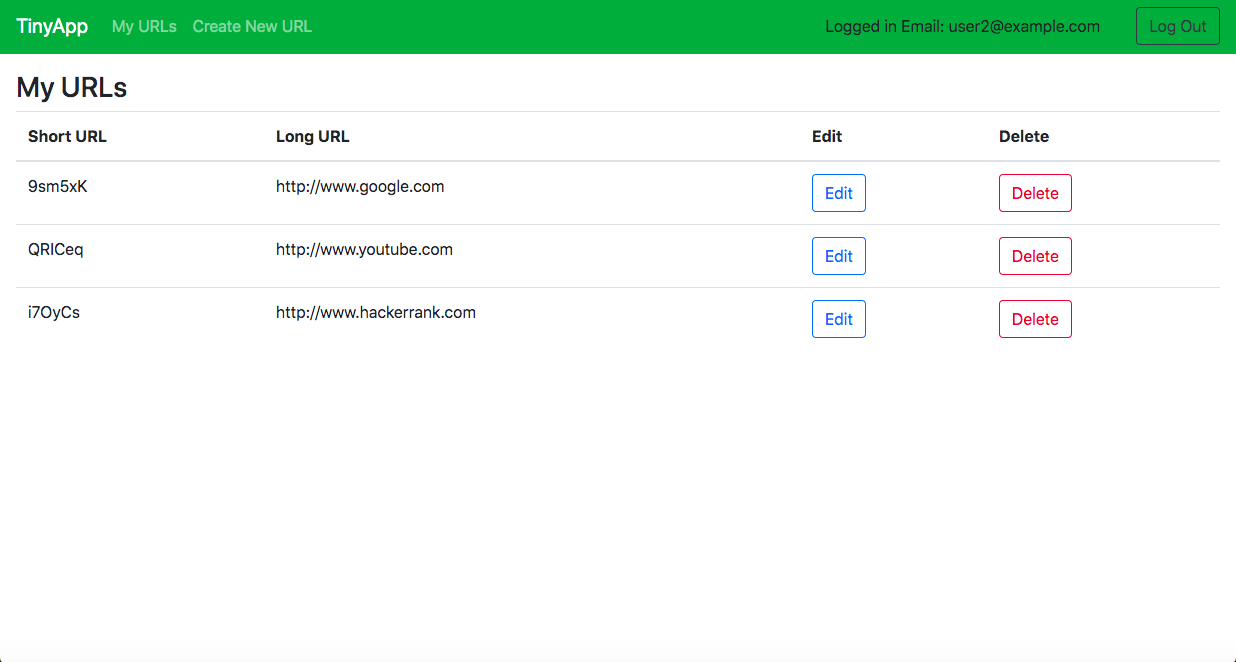 TinyApp My URLs Create New URL Logged in Email: user2@example.com Log Out
My URLs
Short URL Long URL Edit Delete
9sm5xK http://www.google.com Edit Delete
QRICeq http://www.youtube.com Edit Delete
i7OyCs http://www.hackerrank.com Edit Delete